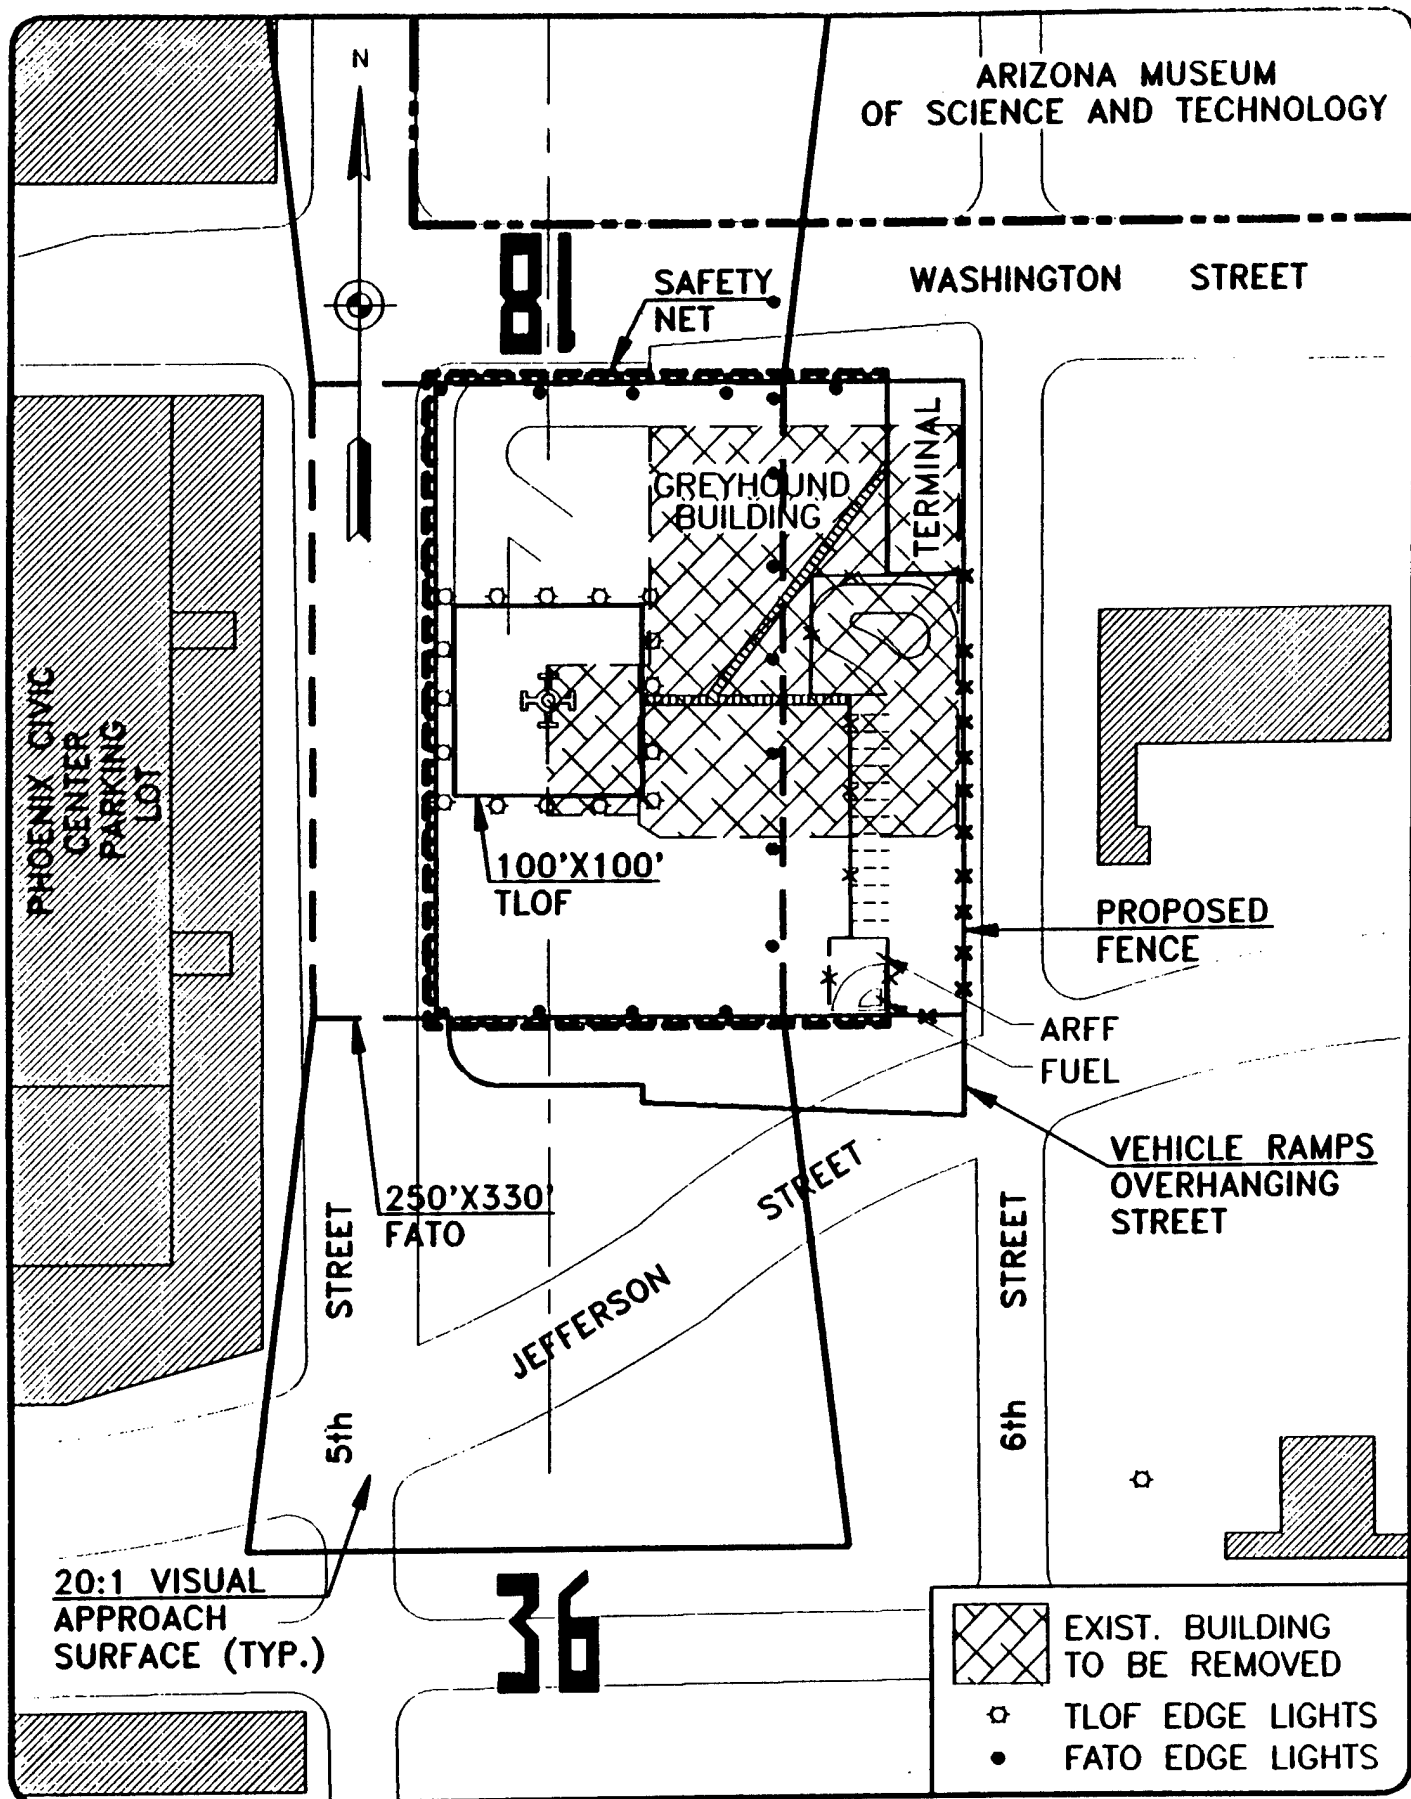 N
ARIZONA MUSEUM
OF SCIENCE AND TECHNOLOGY
18
SAFETY
NET
WASHINGTON STREET
GREYHOUND
BUILDING
TERMINAL
PHOENIX CIVIC
CENTER
PARKING
LOT
100'X100'
TLOF
PROPOSED
FENCE
ARFF
FUEL
VEHICLE RAMPS
OVERHANGING
STREET
250'X330'
FATO
5th STREET
JEFFERSON STREET
6th STREET
20:1 VISUAL
APPROACH
SURFACE (TYP.)
36
EXIST. BUILDING
TO BE REMOVED
TLOF EDGE LIGHTS
FATO EDGE LIGHTS